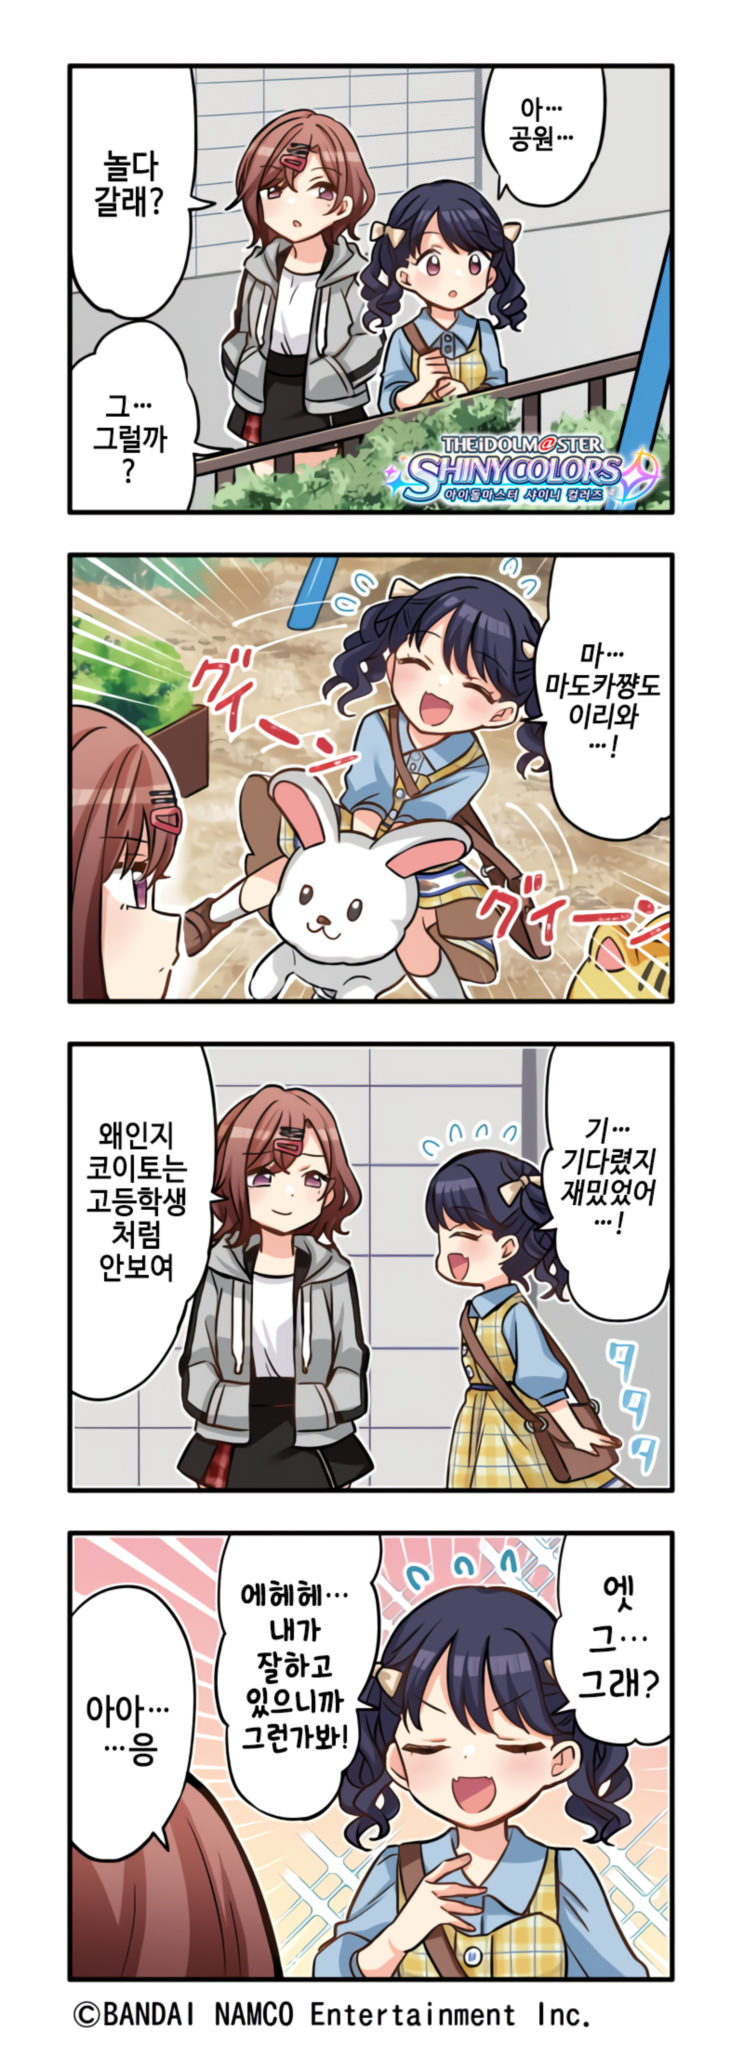 아…
공원…
놀다
갈래?
그…
그럴까
?
THE iDOLM@STER
SHINYCOLORS
아이돌마스터 샤이니 컬러즈
마…
마도카쨩도
이리와
…!
グイーン
グイーン
기…
기다렸지
재밌었어
…!
왜인지
코이토는
고등학생
처럼
안보여
タタタ
엣
그…
그래?
에헤헤…
내가
잘하고
있으니까
그런가봐!
아아…
…응
©BANDAI NAMCO Entertainment Inc.